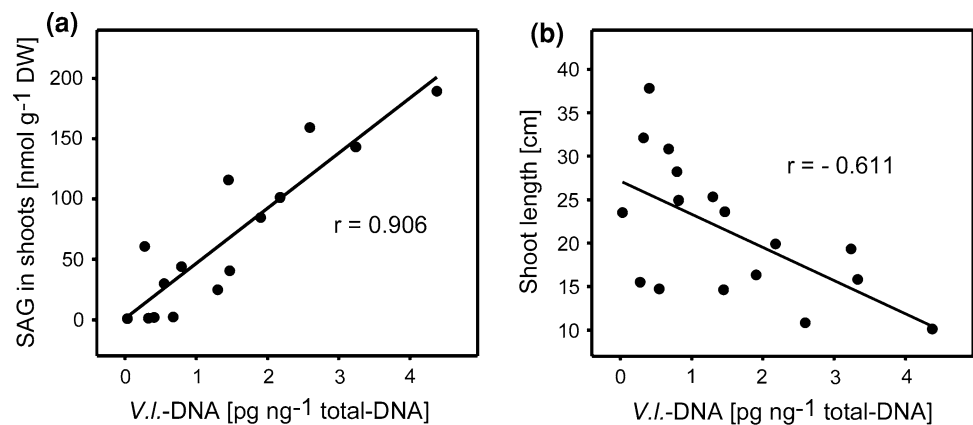 (a)
SAG in shoots [nmol g-1 DW]
200
150
100
50
0
r = 0.906
0 1 2 3 4
V.l.-DNA [pg ng-1 total-DNA]
(b)
Shoot length [cm]
40
35
30
25
20
15
10
r = - 0.611
0 1 2 3 4
V.l.-DNA [pg ng-1 total-DNA]